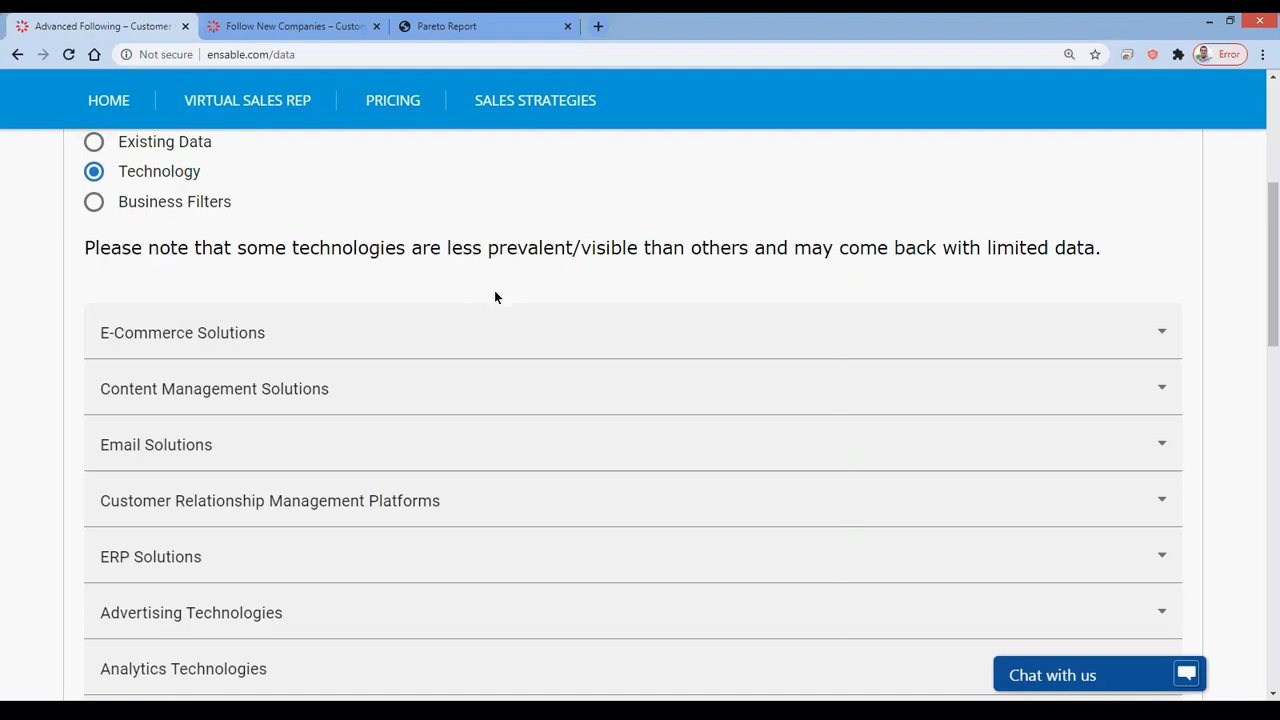 Advanced Following – Customer
Follow New Companies – Custom
Pareto Report
Not secure
ensable.com/data
Error
HOME
VIRTUAL SALES REP
PRICING
SALES STRATEGIES
Existing Data
Technology
Business Filters
Please note that some technologies are less prevalent/visible than others and may come back with limited data.
E-Commerce Solutions
Content Management Solutions
Email Solutions
Customer Relationship Management Platforms
ERP Solutions
Advertising Technologies
Analytics Technologies
Chat with us